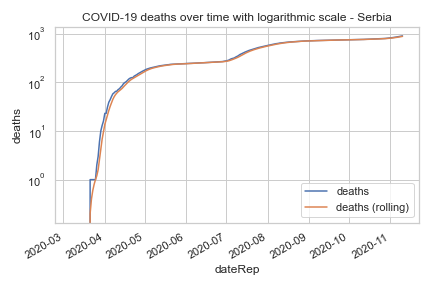 COVID-19 deaths over time with logarithmic scale - Serbia
10³
10²
10¹
10⁰
deaths
deaths
deaths (rolling)
2020-03
2020-04
2020-05
2020-06
2020-07
2020-08
2020-09
2020-10
2020-11
dateRep